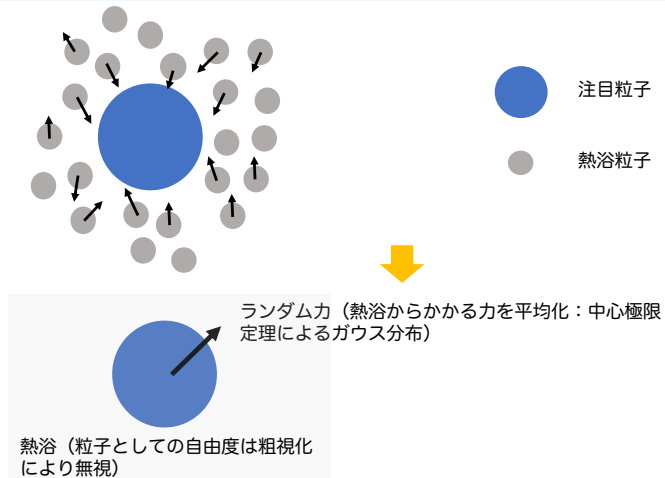 注目粒子
熱浴粒子
ランダム力（熱浴からかかる力を平均化：中心極限
定理によるガウス分布）
熱浴（粒子としての自由度は粗視化
により無視）